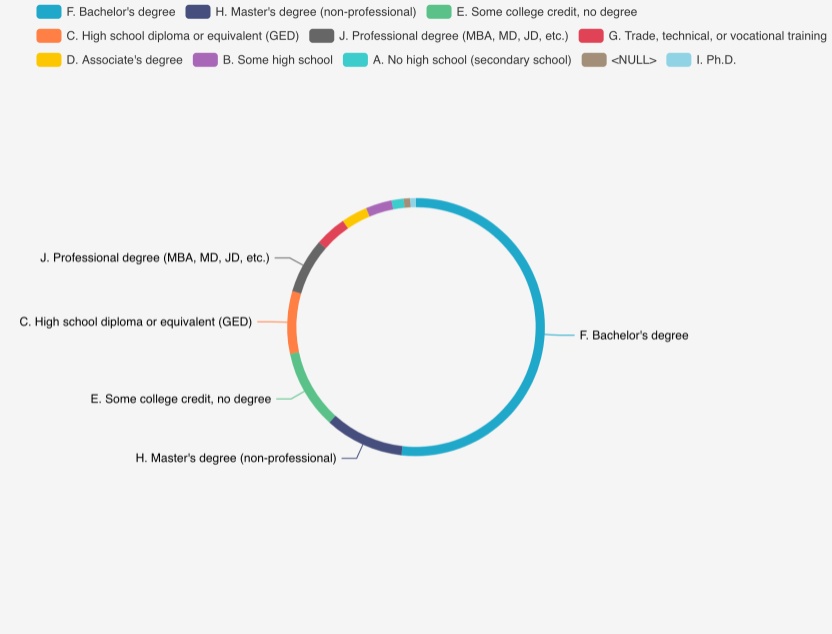 F. Bachelor's degree H. Master's degree (non-professional) E. Some college credit, no degree
C. High school diploma or equivalent (GED) J. Professional degree (MBA, MD, JD, etc.) G. Trade, technical, or vocational training
D. Associate's degree B. Some high school A. No high school (secondary school) <NULL> I. Ph.D.
J. Professional degree (MBA, MD, JD, etc.)
C. High school diploma or equivalent (GED)
F. Bachelor's degree
E. Some college credit, no degree
H. Master's degree (non-professional)